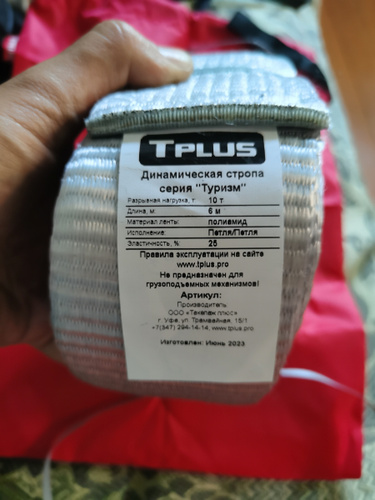 TPLUS
Динамическая стропа
серия "Туризм"
Разрывная нагрузка, т 10 т
Длина, м. 6 м
Материал ленты: полиамид
Исполнение: Петля/Петля
Эластичность, % 25
Правила эксплуатации на сайте
www.tplus.pro
Не предназначен для
грузоподъемных механизмов!
Артикул:
Производитель
ООО «Текаплюс»
г. Уфа, ул. Трамвайная, 15/1
+7(347) 294-14-14, www.tplus.pro
Изготовлен: Июнь 2023